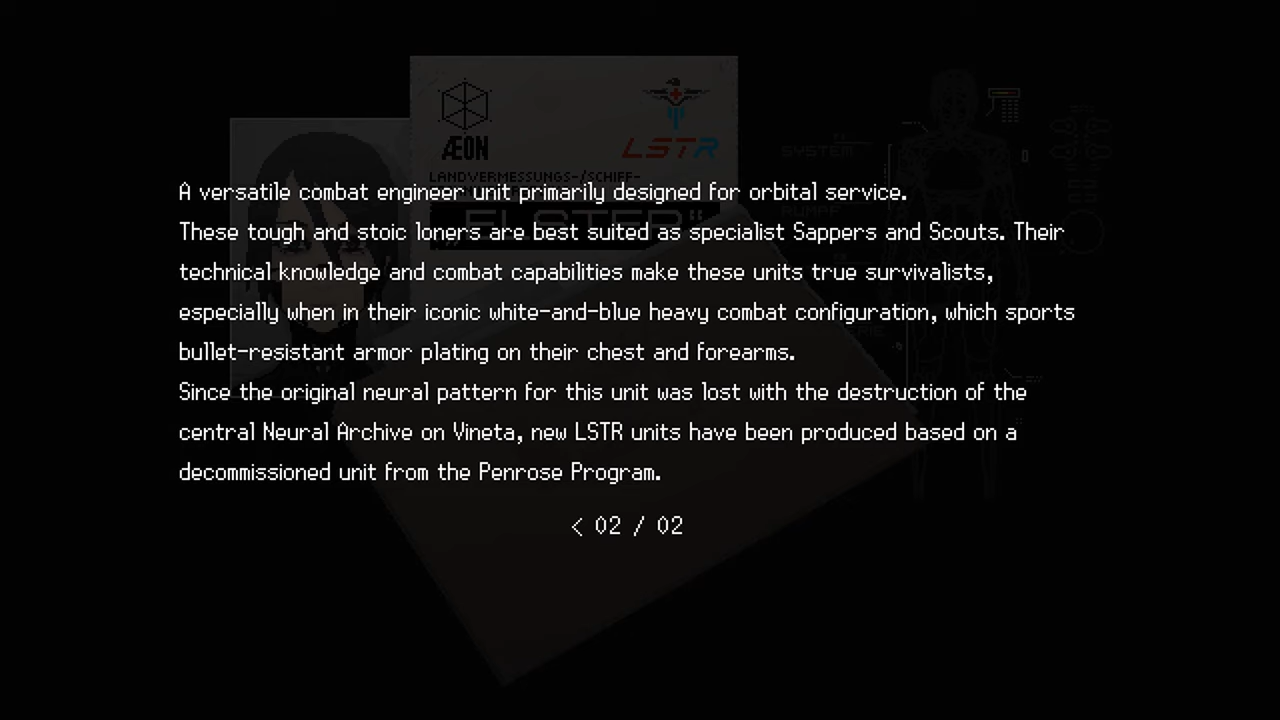 ÆON
LSTR
LANDVERMESSUNGS-/SCHIFF-
„ELSTER“
SYSTEM
A versatile combat engineer unit primarily designed for orbital service.
These tough and stoic loners are best suited as specialist Sappers and Scouts. Their
technical knowledge and combat capabilities make these units true survivalists,
especially when in their iconic white-and-blue heavy combat configuration, which sports
bullet-resistant armor plating on their chest and forearms.
Since the original neural pattern for this unit was lost with the destruction of the
central Neural Archive on Vineta, new LSTR units have been produced based on a
decommissioned unit from the Penrose Program.
< 02 / 02